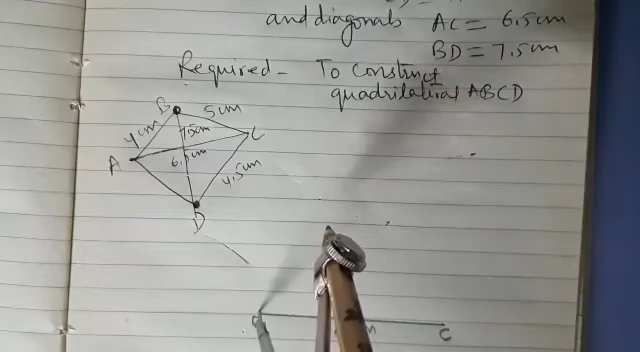 and diagonals AC = 6.5cm
BD = 7.5cm
Required - To construct
quadrilateral ABCD
B
5cm
4cm
7.5cm
C
A
6.5cm
4.5cm
D
C